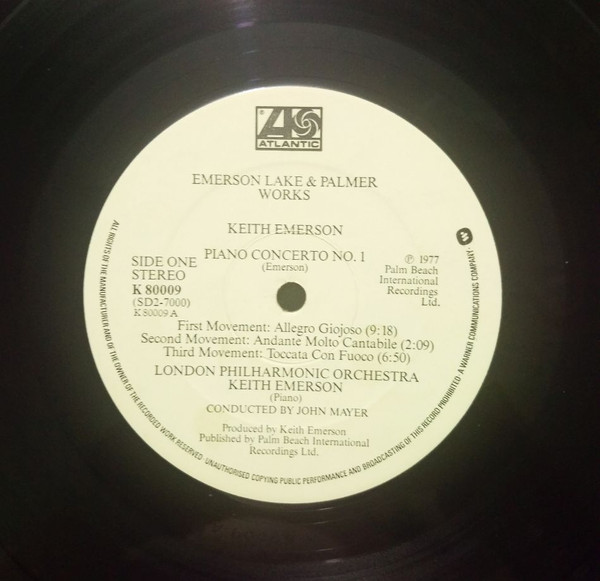 ATLANTIC
EMERSON LAKE & PALMER
WORKS
KEITH EMERSON
PIANO CONCERTO NO. 1
(Emerson)
SIDE ONE
STEREO
K 80009
(SD2-7000)
K 80009 A
℗ 1977
Palm Beach
International
Recordings
Ltd.
First Movement: Allegro Giojoso (9:18)
Second Movement: Andante Molto Cantabile (2:09)
Third Movement: Toccata Con Fuoco (6:50)
LONDON PHILHARMONIC ORCHESTRA
KEITH EMERSON
(Piano)
CONDUCTED BY JOHN MAYER
Produced by Keith Emerson
Published by Palm Beach International
Recordings Ltd.
ALL RIGHTS OF THE MANUFACTURER AND OF THE OWNER OF THE RECORDED WORK RESERVED · UNAUTHORISED COPYING PUBLIC PERFORMANCE AND BROADCASTING OF THIS RECORD PROHIBITED · A WARNER COMMUNICATIONS COMPANY ·